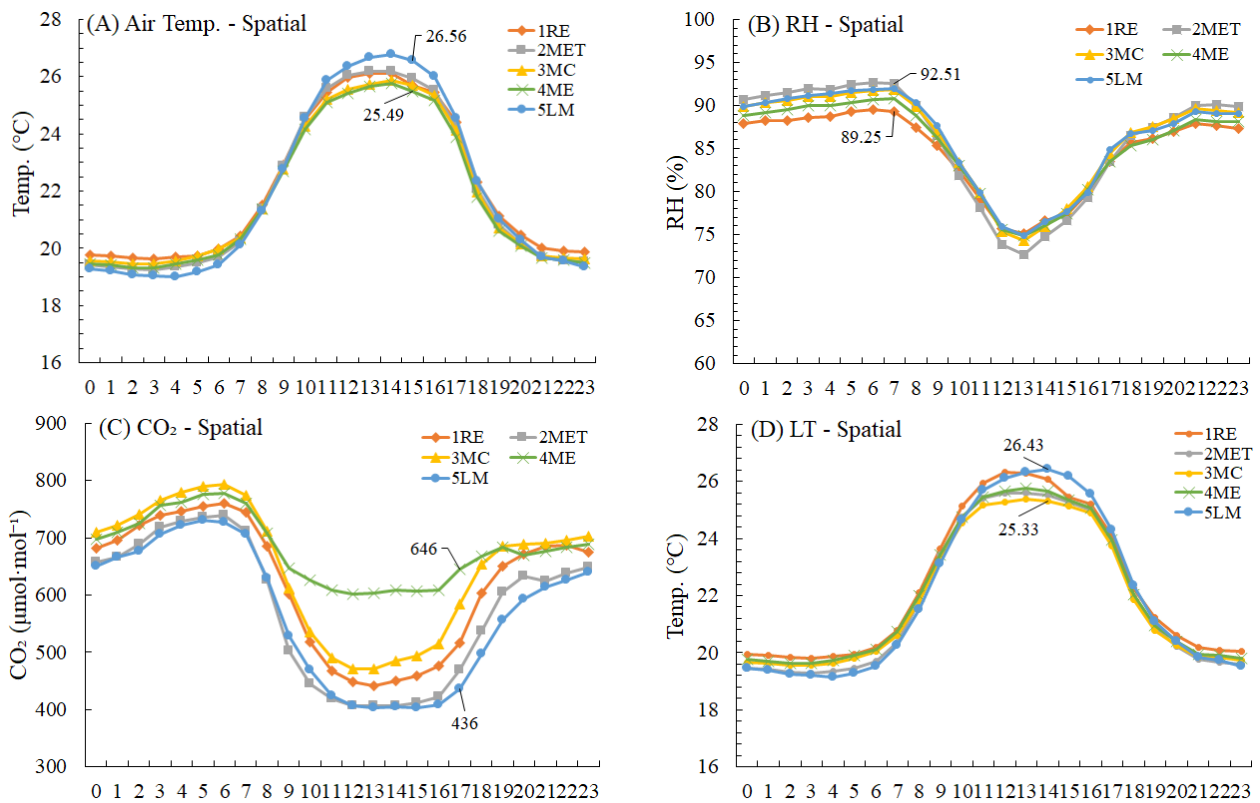 (A) Air Temp. - Spatial
1RE
2MET
3MC
4ME
5LM
26.56
25.49
Temp. (°C)
28
26
24
22
20
18
16
0 1 2 3 4 5 6 7 8 9 10 11 12 13 14 15 16 17 18 19 20 21 22 23
(B) RH - Spatial
1RE 2MET
3MC 4ME
5LM
92.51
89.25
RH (%)
100
95
90
85
80
75
70
65
60
0 1 2 3 4 5 6 7 8 9 10 11 12 13 14 15 16 17 18 19 20 21 22 23
(C) CO₂ - Spatial
1RE 2MET
3MC 4ME
5LM
646
436
CO₂ (μmol·mol⁻¹)
900
800
700
600
500
400
300
0 1 2 3 4 5 6 7 8 9 10 11 12 13 14 15 16 17 18 19 20 21 22 23
(D) LT - Spatial
1RE
2MET
3MC
4ME
5LM
26.43
25.33
Temp. (°C)
28
26
24
22
20
18
16
0 1 2 3 4 5 6 7 8 9 10 11 12 13 14 15 16 17 18 19 20 21 22 23